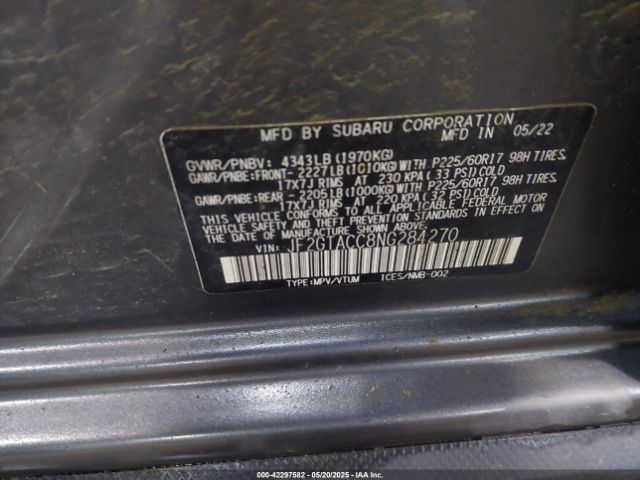 MFD BY SUBARU CORPORATION
MFD IN 05/22
GVWR/PNBV: 4343LB(1970KG)
GAWR/PNBE:FRONT- 2227LB(1010KG)WITH P225/60R17 98H TIRES.
17X7J RIMS AT 230 KPA(33 PSI)COLD
GAWR/PNBE:REAR- 2205LB(1000KG)WITH P225/60R17 98H TIRES.
17X7J RIMS AT 220 KPA(32 PSI)COLD
THIS VEHICLE CONFORMS TO ALL APPLICABLE FEDERAL MOTOR
VEHICLE SAFETY AND THEFT PREVENTION STANDARDS IN EFFECT
ON THE DATE OF MANUFACTURE SHOWN ABOVE.
VIN: JF2GTACC8NG284270
TYPE:MPV/VTUM ICES/NMB-002
000-42297582 — 05/20/2025 — IAA Inc.